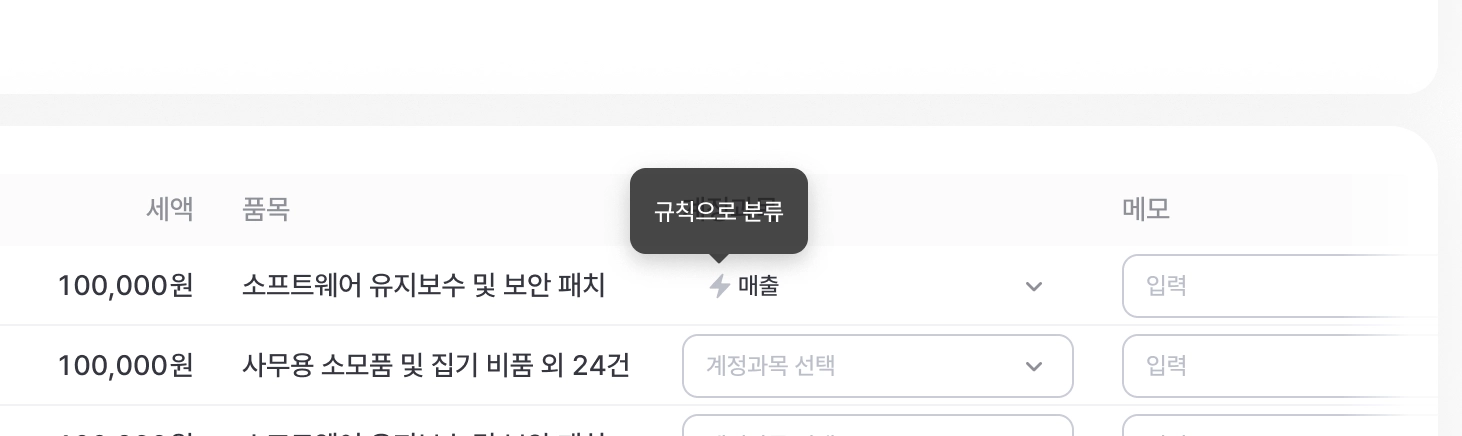 세액 품목 메모
규칙으로 분류
100,000원 소프트웨어 유지보수 및 보안 패치 매출 입력
100,000원 사무용 소모품 및 집기 비품 외 24건 계정과목 선택 입력